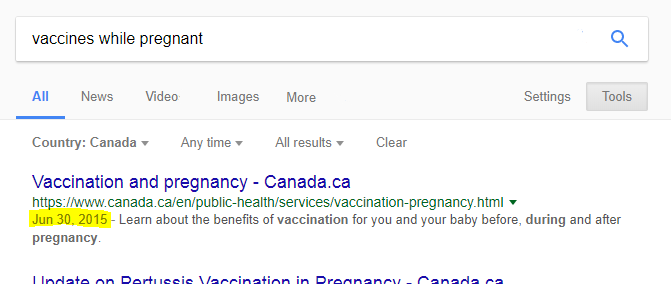 vaccines while pregnant
All News Video Images More Settings Tools
Country: Canada Any time All results Clear
Vaccination and pregnancy - Canada.ca
https://www.canada.ca/en/public-health/services/vaccination-pregnancy.html
Jun 30, 2015 - Learn about the benefits of vaccination for you and your baby before, during and after
pregnancy.
Update on Pertussis Vaccination in Pregnancy - Canada.ca